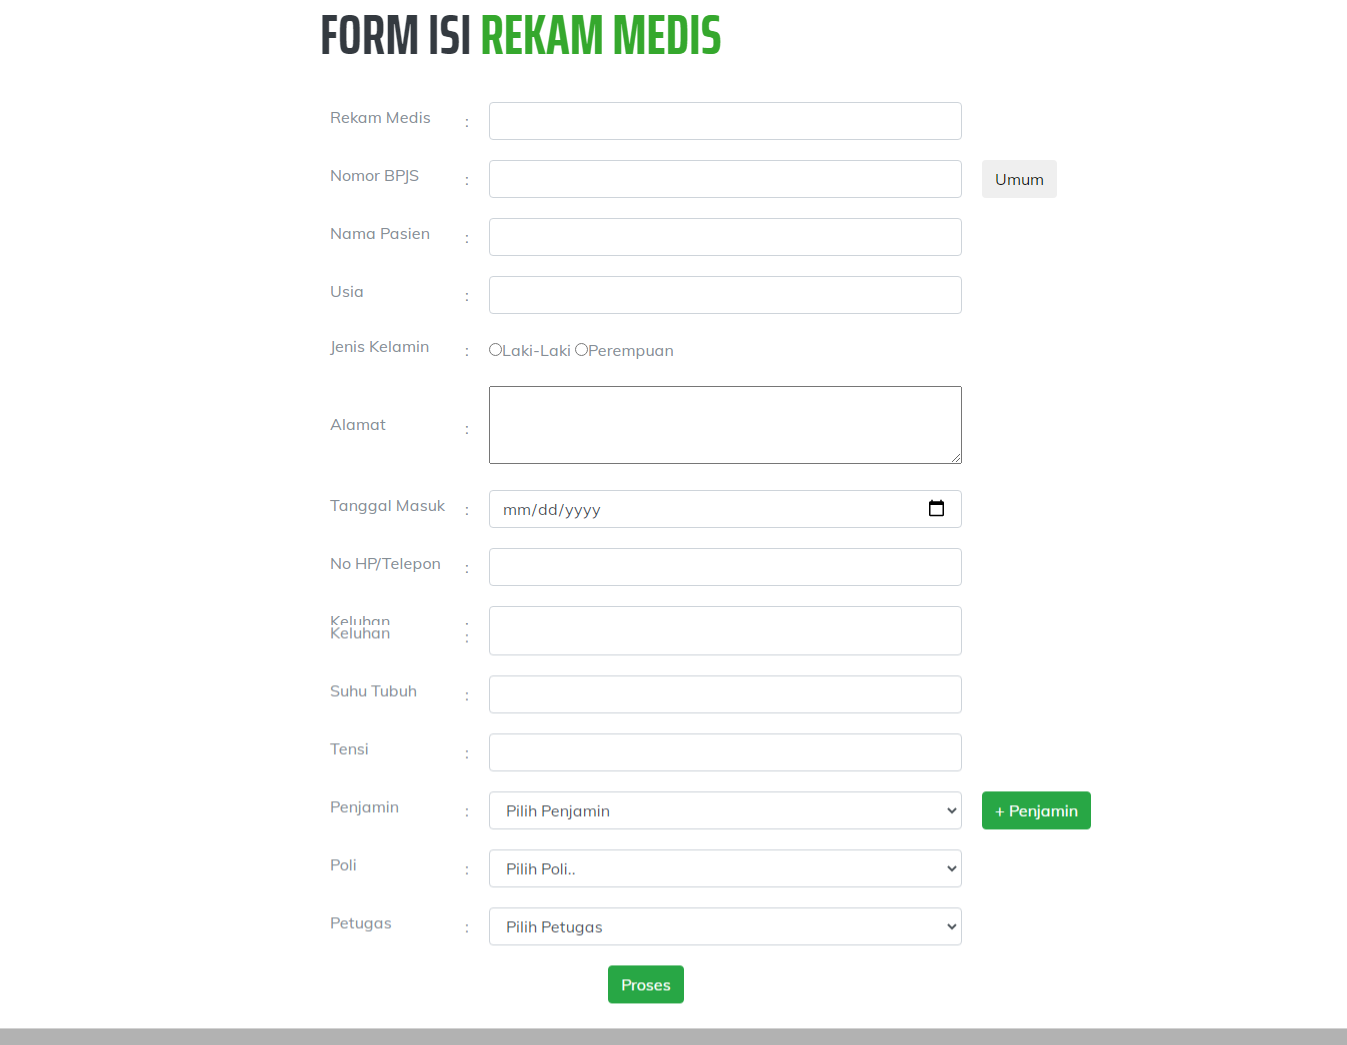 FORM ISI REKAM MEDIS
Rekam Medis :
Nomor BPJS : Umum
Nama Pasien :
Usia :
Jenis Kelamin : Laki-Laki Perempuan
Alamat :
Tanggal Masuk : mm/dd/yyyy
No HP/Telepon :
Keluhan :
Keluhan :
Suhu Tubuh :
Tensi :
Penjamin : Pilih Penjamin + Penjamin
Poli : Pilih Poli..
Petugas : Pilih Petugas
Proses